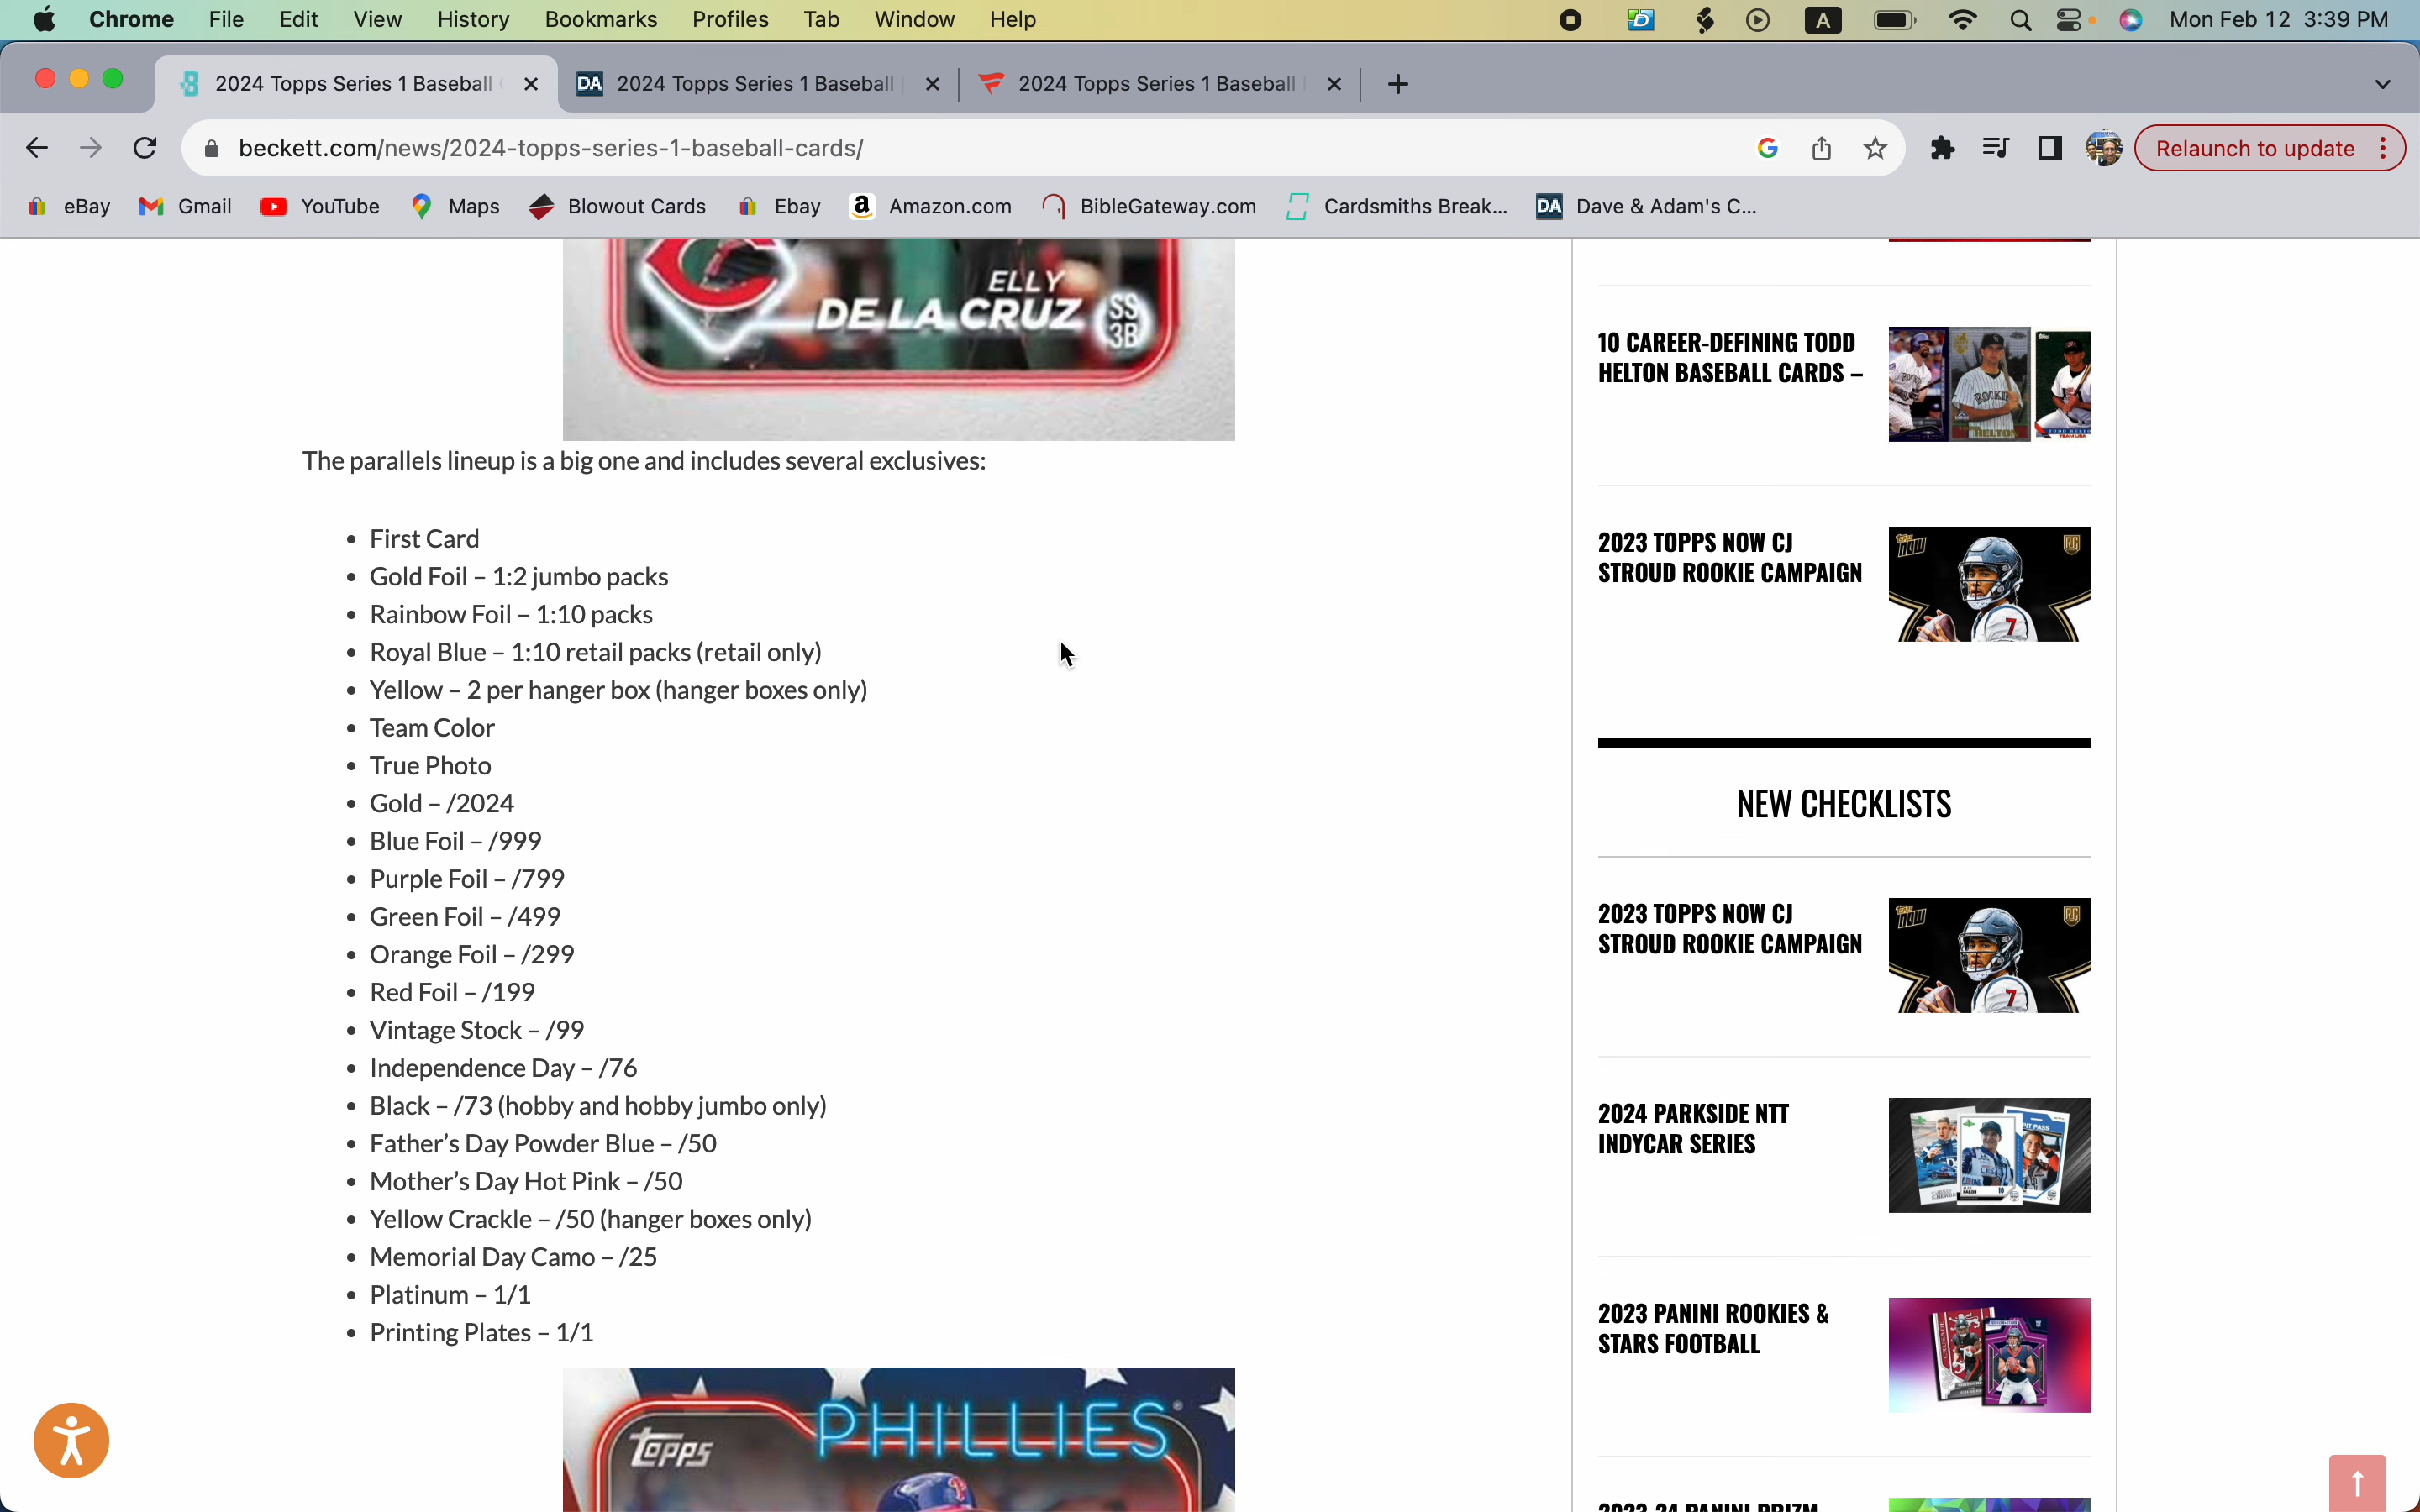 Chrome File Edit View History Bookmarks Profiles Tab Window Help A Mon Feb 12 3:39 PM
2024 Topps Series 1 Baseball DA 2024 Topps Series 1 Baseball 2024 Topps Series 1 Baseball
beckett.com/news/2024-topps-series-1-baseball-cards/ Relaunch to update
eBay Gmail YouTube Maps Blowout Cards Ebay Amazon.com BibleGateway.com Cardsmiths Break... DA Dave & Adam's C...
ELLY
DE LA CRUZ
SS
3B
The parallels lineup is a big one and includes several exclusives:
• First Card
• Gold Foil – 1:2 jumbo packs
• Rainbow Foil – 1:10 packs
• Royal Blue – 1:10 retail packs (retail only)
• Yellow – 2 per hanger box (hanger boxes only)
• Team Color
• True Photo
• Gold – /2024
• Blue Foil – /999
• Purple Foil – /799
• Green Foil – /499
• Orange Foil – /299
• Red Foil – /199
• Vintage Stock – /99
• Independence Day – /76
• Black – /73 (hobby and hobby jumbo only)
• Father’s Day Powder Blue – /50
• Mother’s Day Hot Pink – /50
• Yellow Crackle – /50 (hanger boxes only)
• Memorial Day Camo – /25
• Platinum – 1/1
• Printing Plates – 1/1
topps PHILLIES
10 CAREER-DEFINING TODD
HELTON BASEBALL CARDS –
2023 TOPPS NOW CJ
STROUD ROOKIE CAMPAIGN
NEW CHECKLISTS
2023 TOPPS NOW CJ
STROUD ROOKIE CAMPAIGN
2024 PARKSIDE NTT
INDYCAR SERIES
2023 PANINI ROOKIES &
STARS FOOTBALL
2023-24 PANINI PRIZM